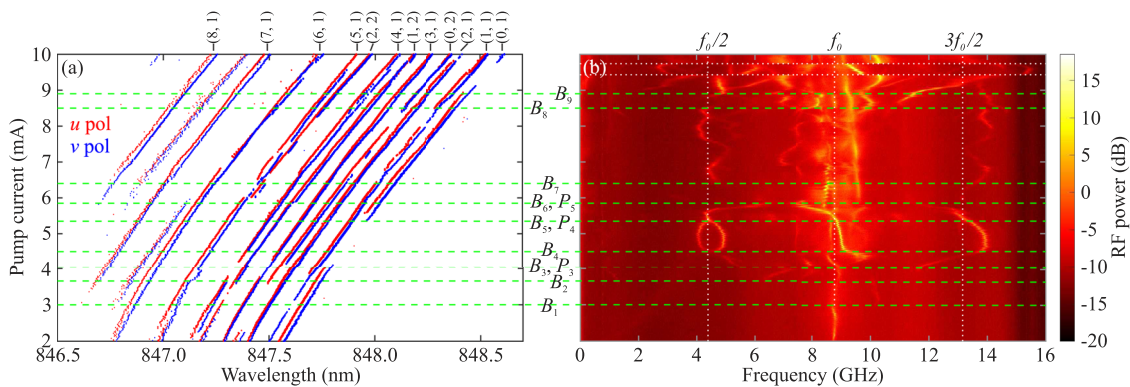 (8, 1)
(7, 1)
(6, 1)
(5, 1)
(2, 2)
(4, 1)
(1, 2)
(3, 1)
(0, 2)
(2, 1)
(1, 1)
(0, 1)
f₀/2
f₀
3f₀/2
(a)
(b)
u pol
v pol
10
9
8
7
6
5
4
3
2
Pump current (mA)
846.5
847.0
847.5
848.0
848.5
Wavelength (nm)
B₉
B₈
B₇
B₆, P₅
B₅, P₄
B₄
B₃, P₃
B₂
B₁
0
2
4
6
8
10
12
14
16
Frequency (GHz)
15
10
5
0
-5
-10
-15
-20
RF power (dB)